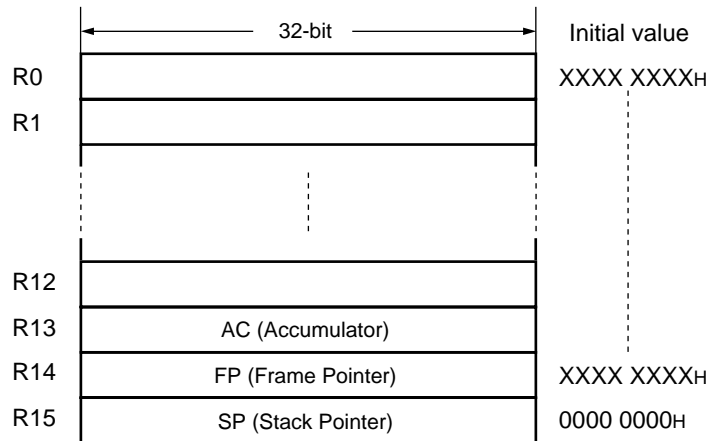 32-bit Initial value
R0 XXXX XXXXH
R1
R12
R13 AC (Accumulator)
R14 FP (Frame Pointer) XXXX XXXXH
R15 SP (Stack Pointer) 0000 0000H